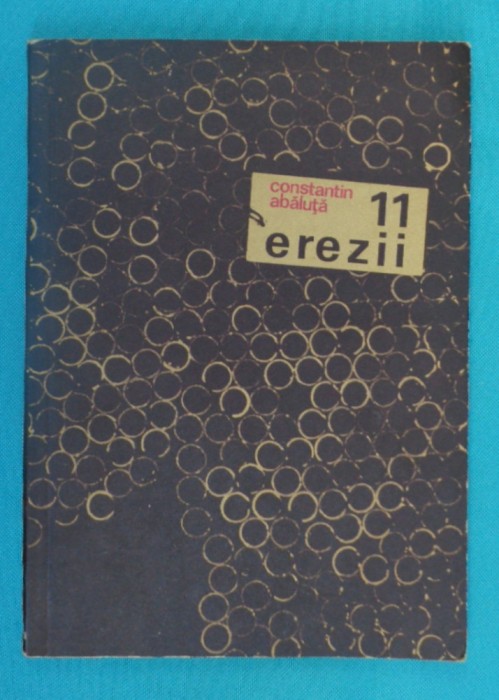 constantin
abăluță
11
erezii